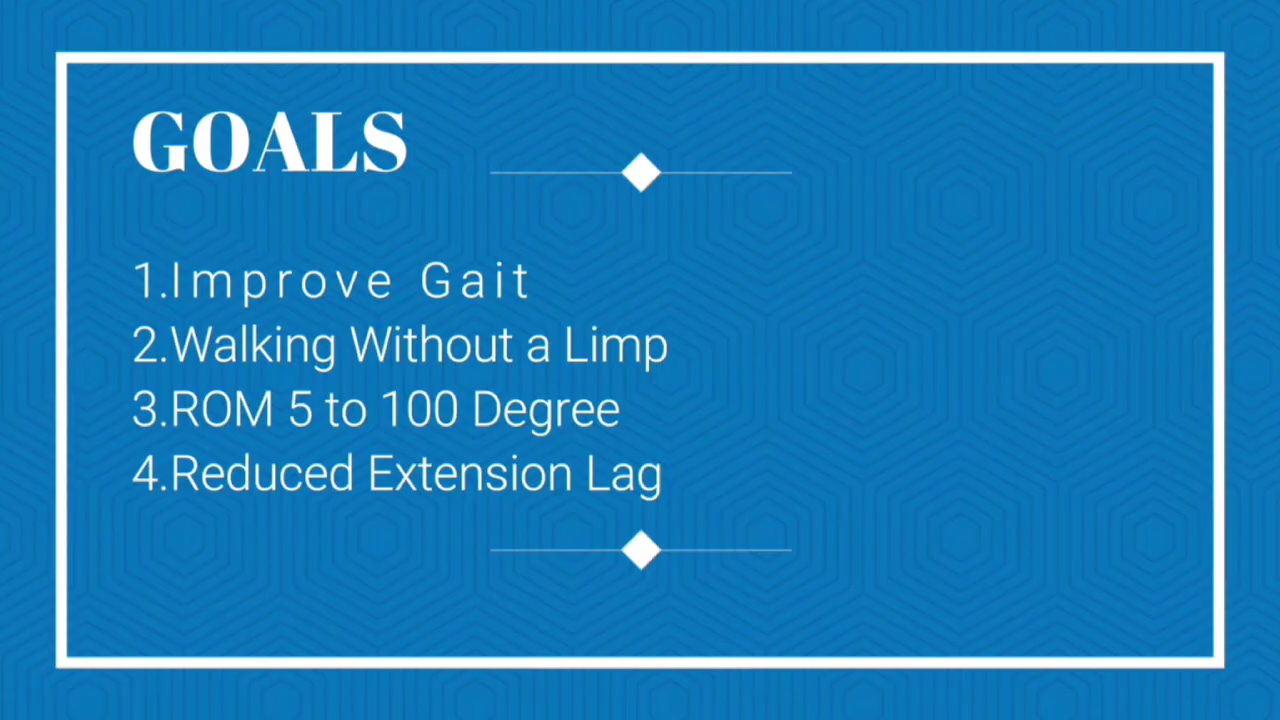 GOALS
1.Improve Gait
2.Walking Without a Limp
3.ROM 5 to 100 Degree
4.Reduced Extension Lag